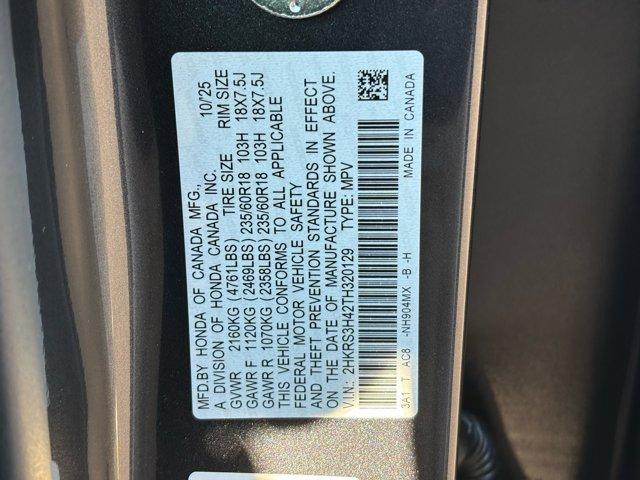 MFD.BY HONDA OF CANADA MFG., 10/25
A DIVISION OF HONDA CANADA INC.
GVWR 2160KG (4761LBS) TIRE SIZE RIM SIZE
GAWR F 1120KG (2469LBS) 235/60R18 103H 18X7.5J
GAWR R 1070KG (2358LBS) 235/60R18 103H 18X7.5J
THIS VEHICLE CONFORMS TO ALL APPLICABLE
FEDERAL MOTOR VEHICLE SAFETY
AND THEFT PREVENTION STANDARDS IN EFFECT
ON THE DATE OF MANUFACTURE SHOWN ABOVE.
V.I.N.: 2HKRS3H42TH320129 TYPE: MPV
3A1 T AC8 -NH904MX -B -H MADE IN CANADA